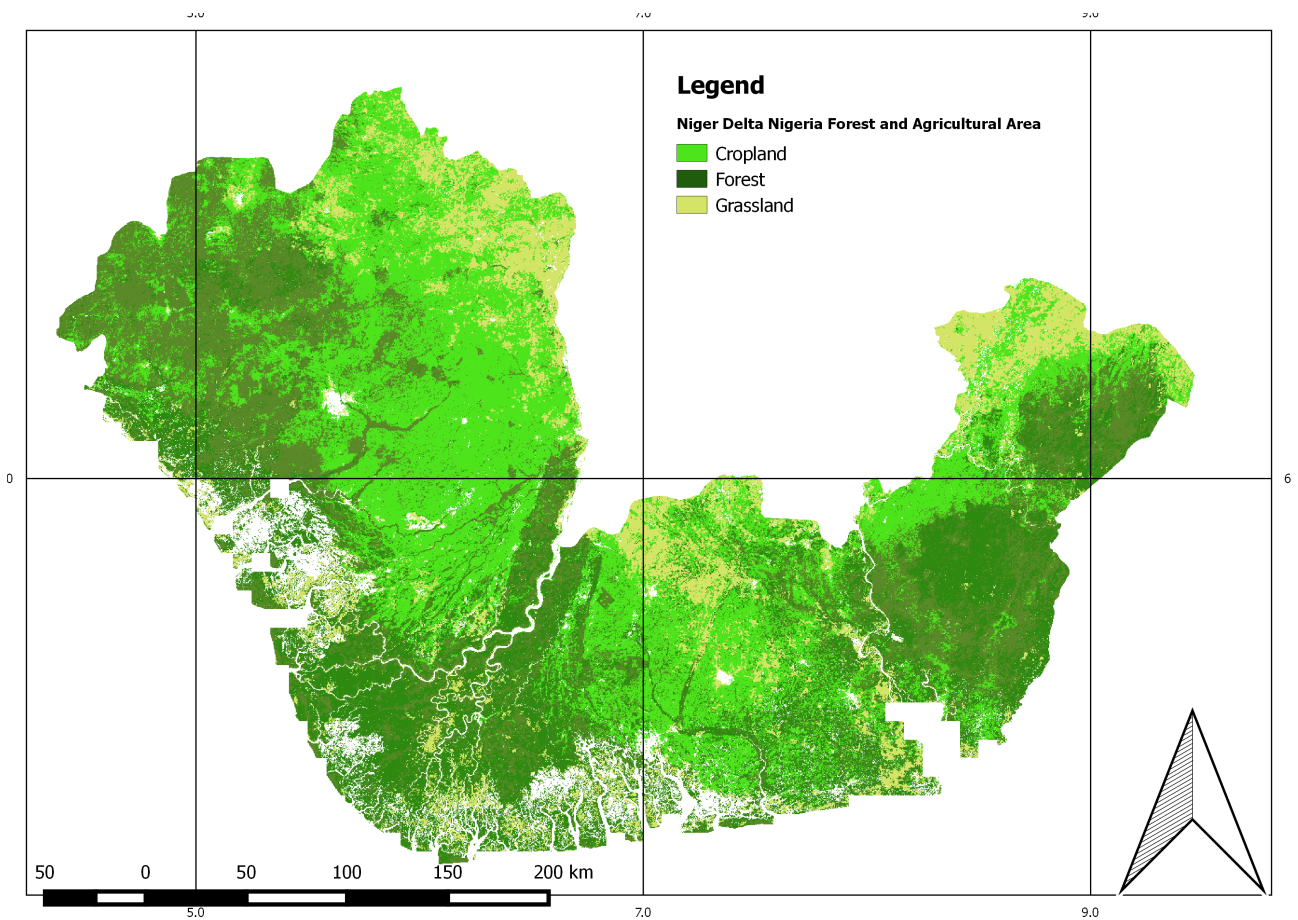 5.0 7.0 9.0
Legend
Niger Delta Nigeria Forest and Agricultural Area
Cropland
Forest
Grassland
0 6
50 0 50 100 150 200 km
5.0 7.0 9.0